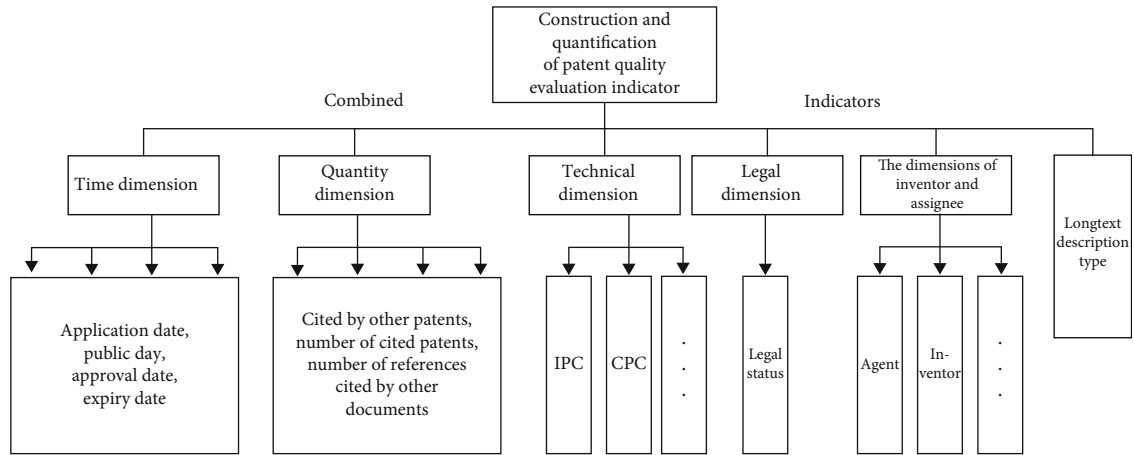 Construction and
quantification
of patent quality
evaluation indicator
Combined
Indicators
Time dimension
Quantity
dimension
Technical
dimension
Legal
dimension
The dimensions of
inventor and
assignee
Longtext
description
type
Application date,
public day,
approval date,
expiry date
Cited by other patents,
number of cited patents,
number of references
cited by other
documents
IPC
CPC
.
.
.
Legal
status
Agent
In-
ventor
.
.
.